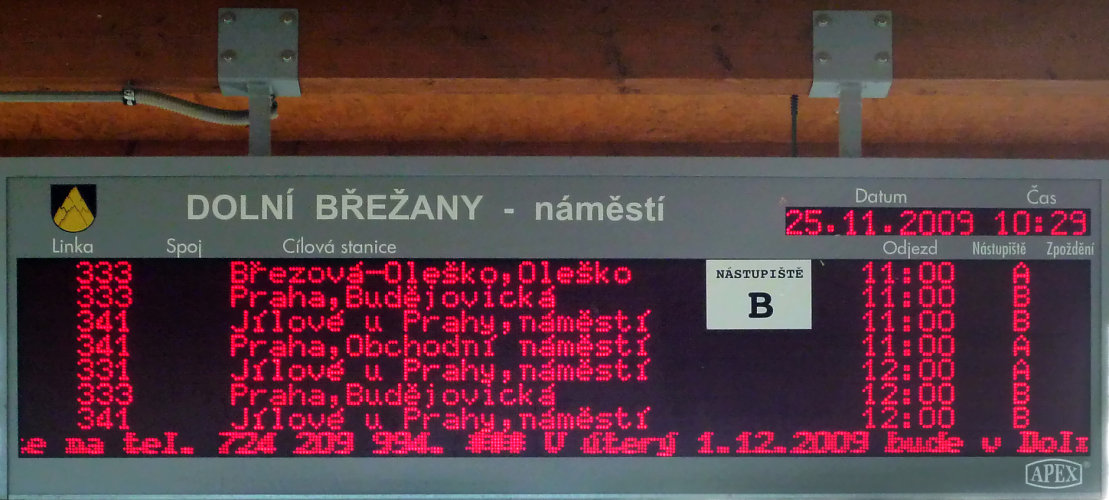 DOLNÍ BŘEŽANY - náměstí
Datum Čas
25.11.2009 10:29
Linka Spoj Cílová stanice Odjezd Nástupiště Zpoždění
333 Březová-Oleško,Oleško 11:00 A
333 Praha,Budějovická 11:00 B
341 Jílové u Prahy,náměstí 11:00 B
341 Praha,Obchodní náměstí 11:00 A
331 Jílové u Prahy,náměstí 12:00 A
333 Praha,Budějovická 12:00 B
341 Jílové u Prahy,náměstí 12:00 B
NÁSTUPIŠTĚ
B
na tel. 724 209 994. ### V úterý 1.12.2009 bude v Dol
APEX